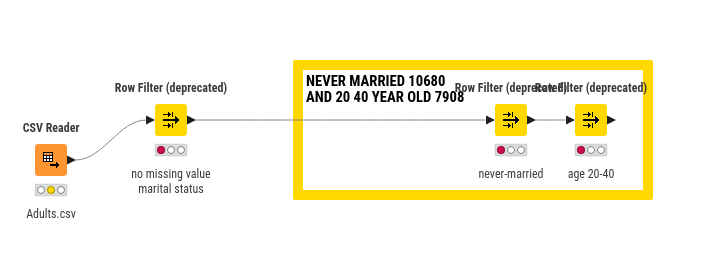 NEVER MARRIED 10680
AND 20 40 YEAR OLD 7908
Row Filter (deprecated)
Row Filter (deprecated)
Row Filter (deprecated)
CSV Reader
no missing value
marital status
never-married
age 20-40
Adults.csv